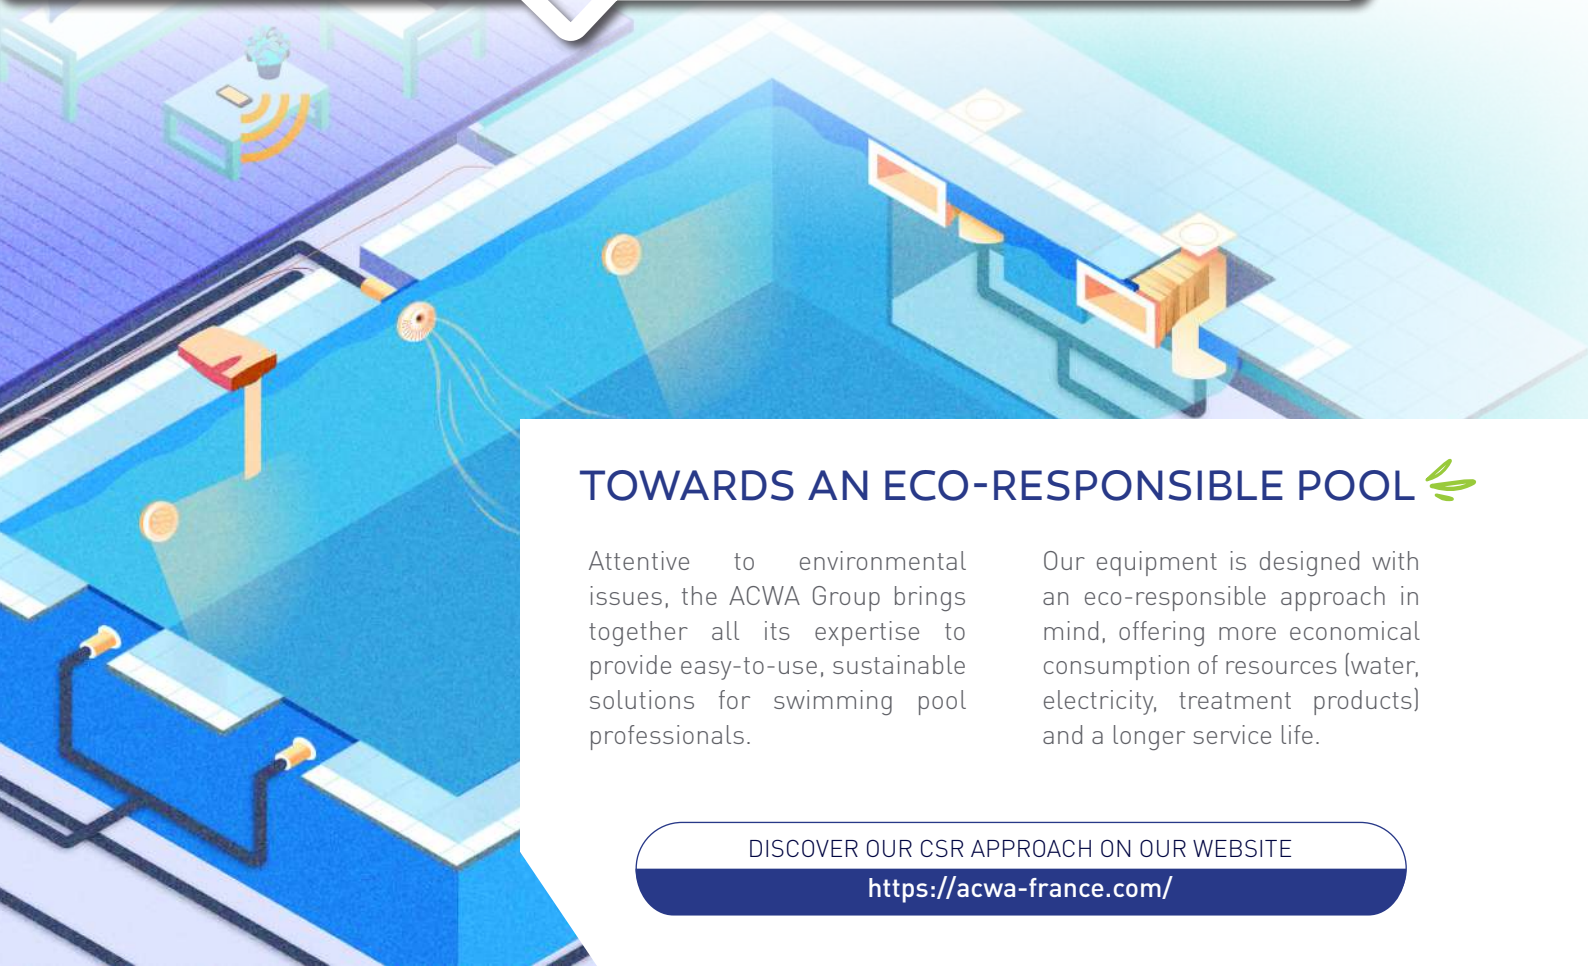 TOWARDS AN ECO-RESPONSIBLE POOL
Attentive to environmental
issues, the ACWA Group brings
together all its expertise to
provide easy-to-use, sustainable
solutions for swimming pool
professionals.
Our equipment is designed with
an eco-responsible approach in
mind, offering more economical
consumption of resources (water,
electricity, treatment products)
and a longer service life.
DISCOVER OUR CSR APPROACH ON OUR WEBSITE
https://acwa-france.com/